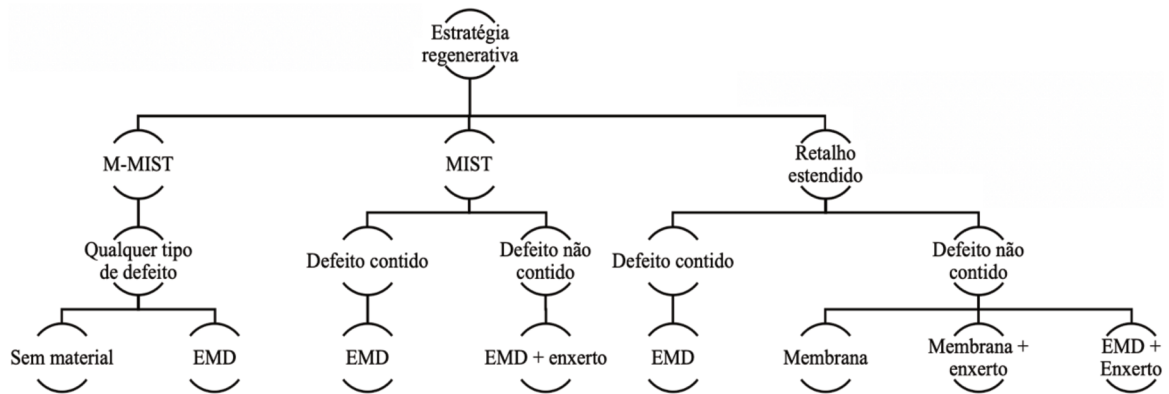 Estratégia
regenerativa
M-MIST
MIST
Retalho
estendido
Qualquer tipo
de defeito
Defeito contido
Defeito não
contido
Defeito contido
Defeito não
contido
Sem material
EMD
EMD
EMD + enxerto
EMD
Membrana
Membrana +
enxerto
EMD +
Enxerto